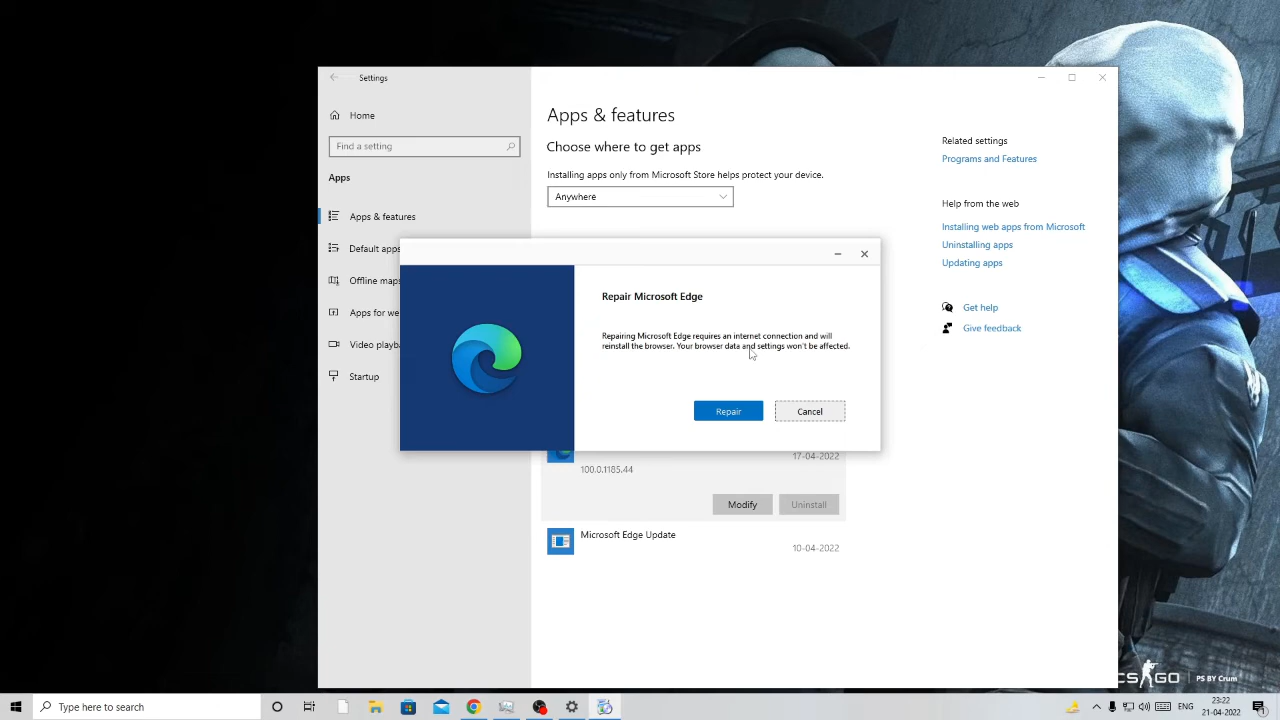 Settings
Home
Find a setting
Apps
Apps & features
Default apps
Offline maps
Apps for we
Video playb
Startup
Apps & features
Choose where to get apps
Installing apps only from Microsoft Store helps protect your device.
Anywhere
Related settings
Programs and Features
Help from the web
Installing web apps from Microsoft
Uninstalling apps
Updating apps
Get help
Give feedback
Repair Microsoft Edge
Repairing Microsoft Edge requires an internet connection and will
reinstall the browser. Your browser data and settings won't be affected.
Repair Cancel
17-04-2022
100.0.1185.44
Modify Uninstall
Microsoft Edge Update
10-04-2022
CS GO PS BY Crum
Type here to search
ENG
23:22
21-04-2022